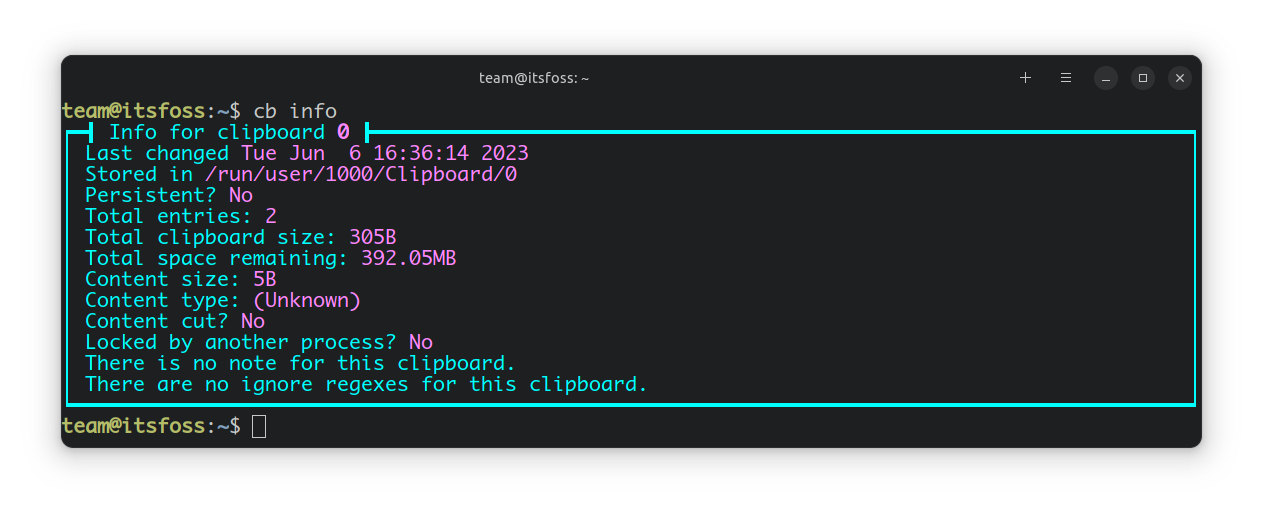 team@itsfoss: ~
team@itsfoss:~$ cb info
Info for clipboard 0
Last changed Tue Jun  6 16:36:14 2023
Stored in /run/user/1000/Clipboard/0
Persistent? No
Total entries: 2
Total clipboard size: 305B
Total space remaining: 392.05MB
Content size: 5B
Content type: (Unknown)
Content cut? No
Locked by another process? No
There is no note for this clipboard.
There are no ignore regexes for this clipboard.
team@itsfoss:~$